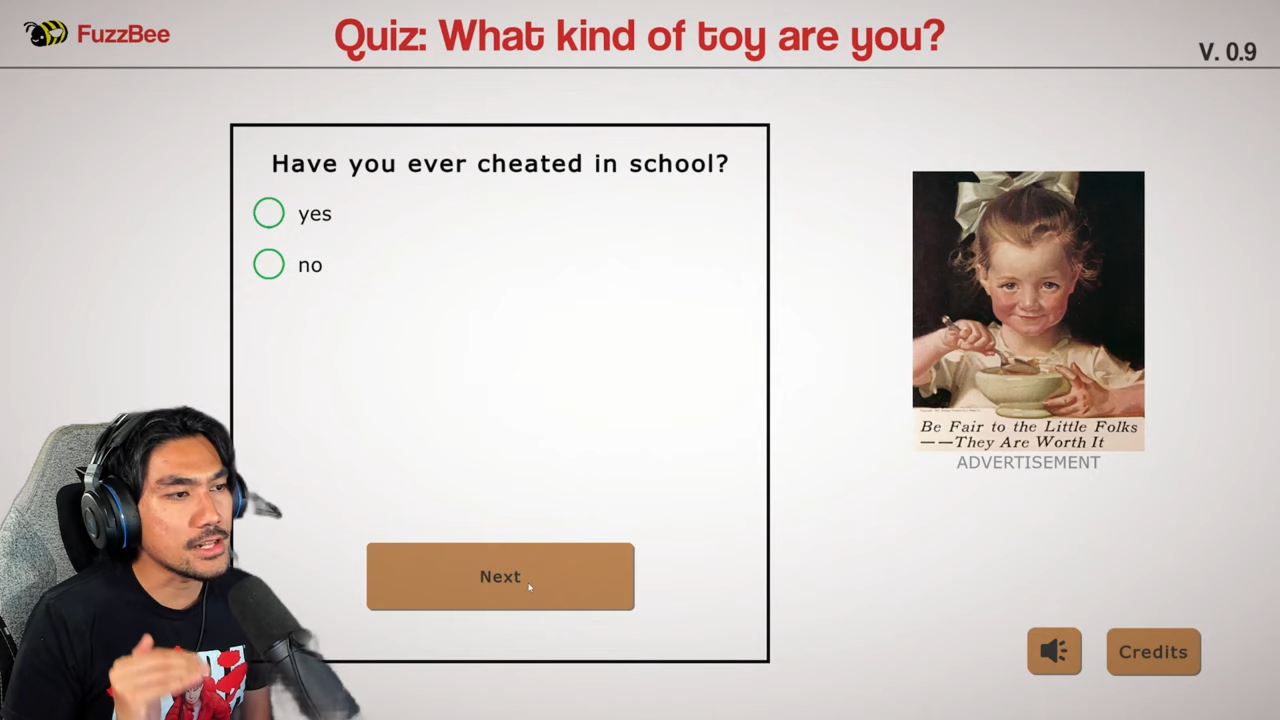 FuzzBee
Quiz: What kind of toy are you?
V. 0.9
Have you ever cheated in school?
yes
no
Be Fair to the Little Folks
——They Are Worth It
ADVERTISEMENT
Next
Credits